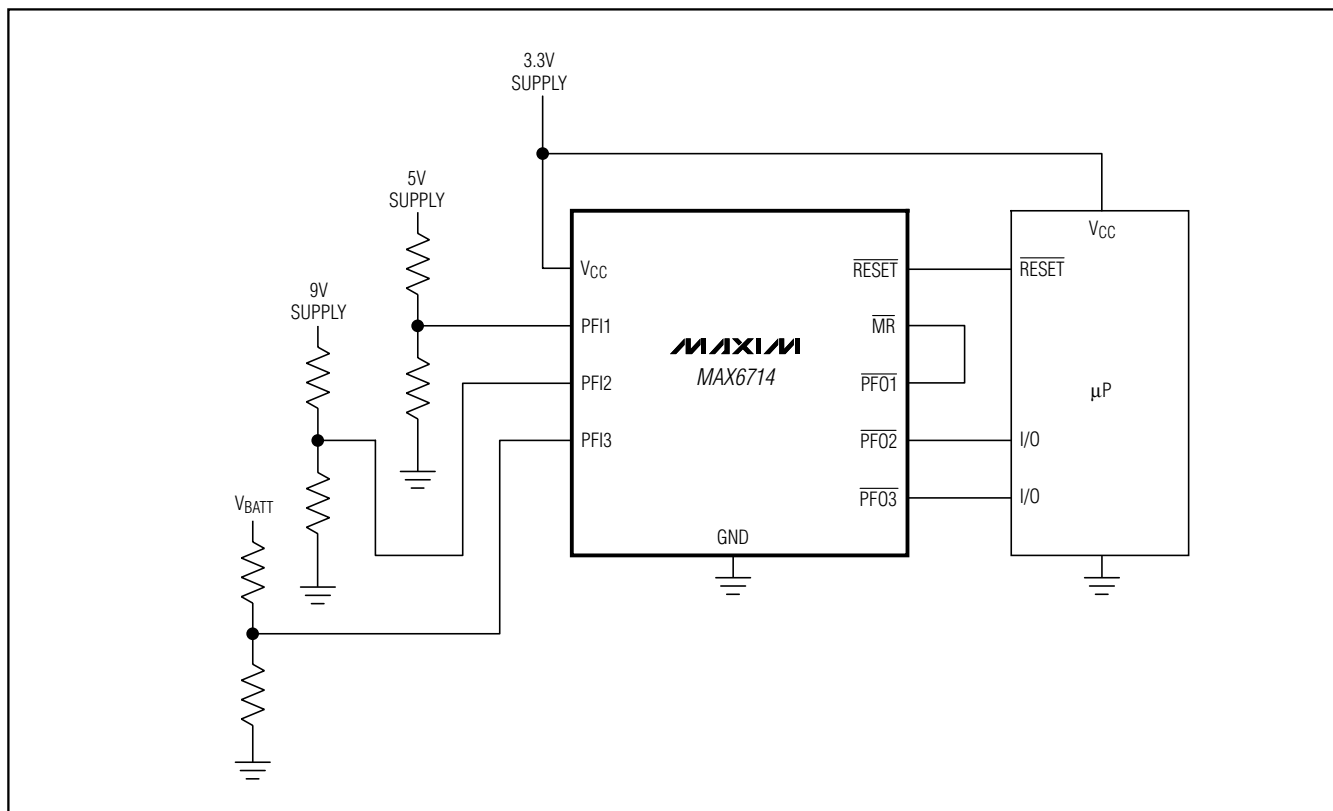 3.3V
SUPPLY
5V
SUPPLY
9V
SUPPLY
VBATT
VCC
PFI1
PFI2
PFI3
MAXIM
MAX6714
GND
RESET
MR
PFO1
PFO2
PFO3
VCC
RESET
μP
I/O
I/O